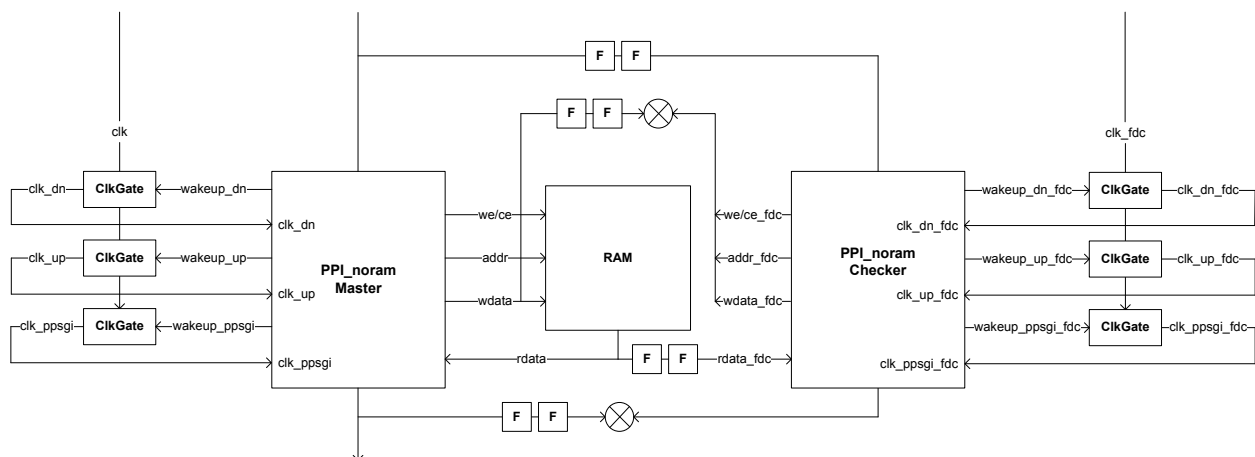 F F
F F
clk
clk_fdc
clk_dn
ClkGate
wakeup_dn
wakeup_dn_fdc
ClkGate
clk_dn_fdc
clk_dn
we/ce
we/ce_fdc
clk_dn_fdc
clk_up
ClkGate
wakeup_up
PPI_noram
Master
addr
RAM
addr_fdc
PPI_noram
Checker
wakeup_up_fdc
ClkGate
clk_up_fdc
clk_up
wdata
wdata_fdc
clk_up_fdc
clk_ppsgi
ClkGate
wakeup_ppsgi
wakeup_ppsgi_fdc
ClkGate
clk_ppsgi_fdc
clk_ppsgi
rdata
F F
rdata_fdc
clk_ppsgi_fdc
F F